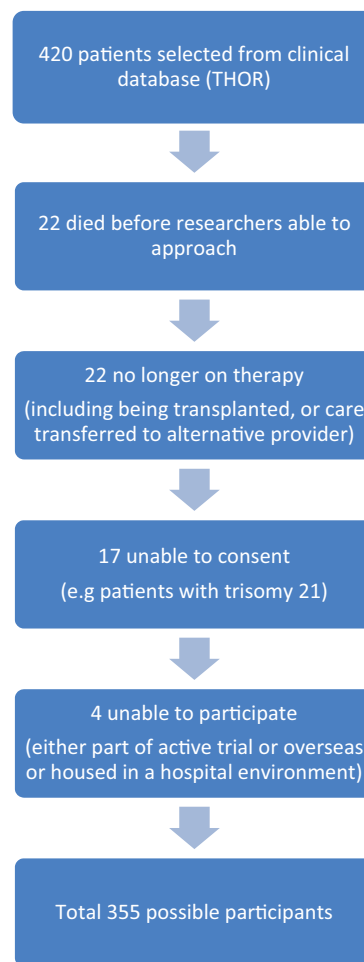 420 patients selected from clinical
database (THOR)
22 died before researchers able to
approach
22 no longer on therapy
(including being transplanted, or care
transferred to alternative provider)
17 unable to consent
(e.g patients with trisomy 21)
4 unable to participate
(either part of active trial or overseas
or housed in a hospital environment)
Total 355 possible participants